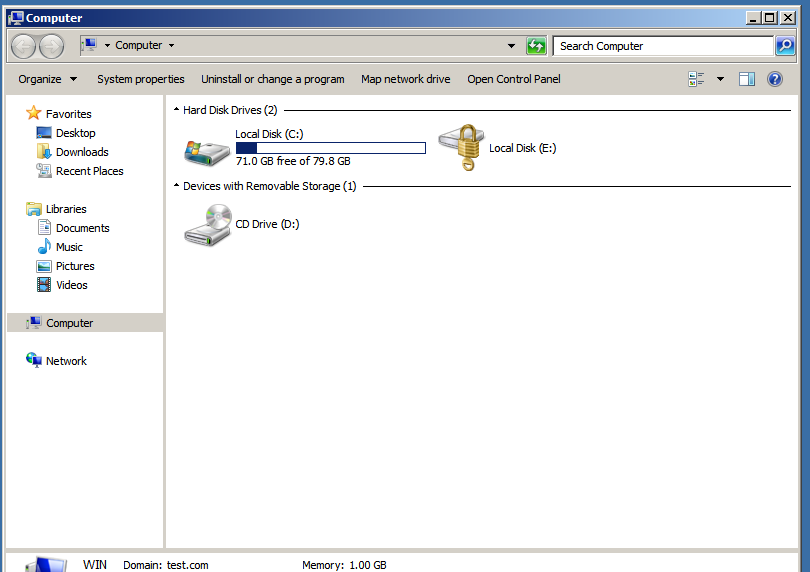 Computer
Computer
Search Computer
Organize System properties Uninstall or change a program Map network drive Open Control Panel
Favorites
Desktop
Downloads
Recent Places
Libraries
Documents
Music
Pictures
Videos
Computer
Network
Hard Disk Drives (2)
Local Disk (C:)
71.0 GB free of 79.8 GB
Local Disk (E:)
Devices with Removable Storage (1)
CD Drive (D:)
WIN Domain: test.com Memory: 1.00 GB